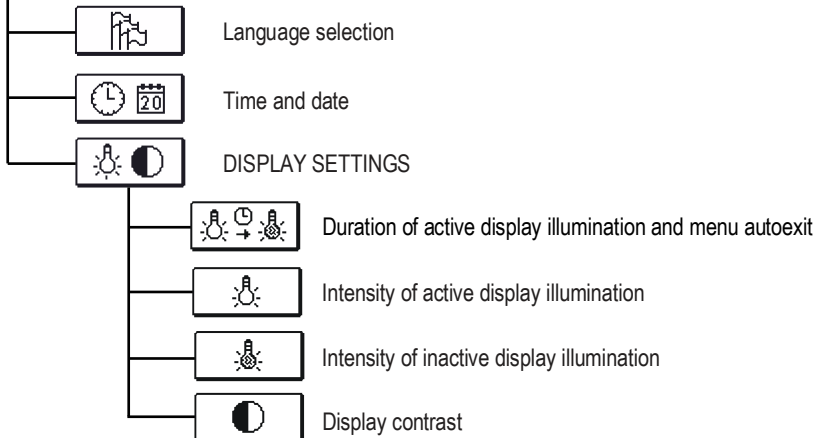 Language selection
20
Time and date
DISPLAY SETTINGS
Duration of active display illumination and menu autoexit
Intensity of active display illumination
Intensity of inactive display illumination
Display contrast